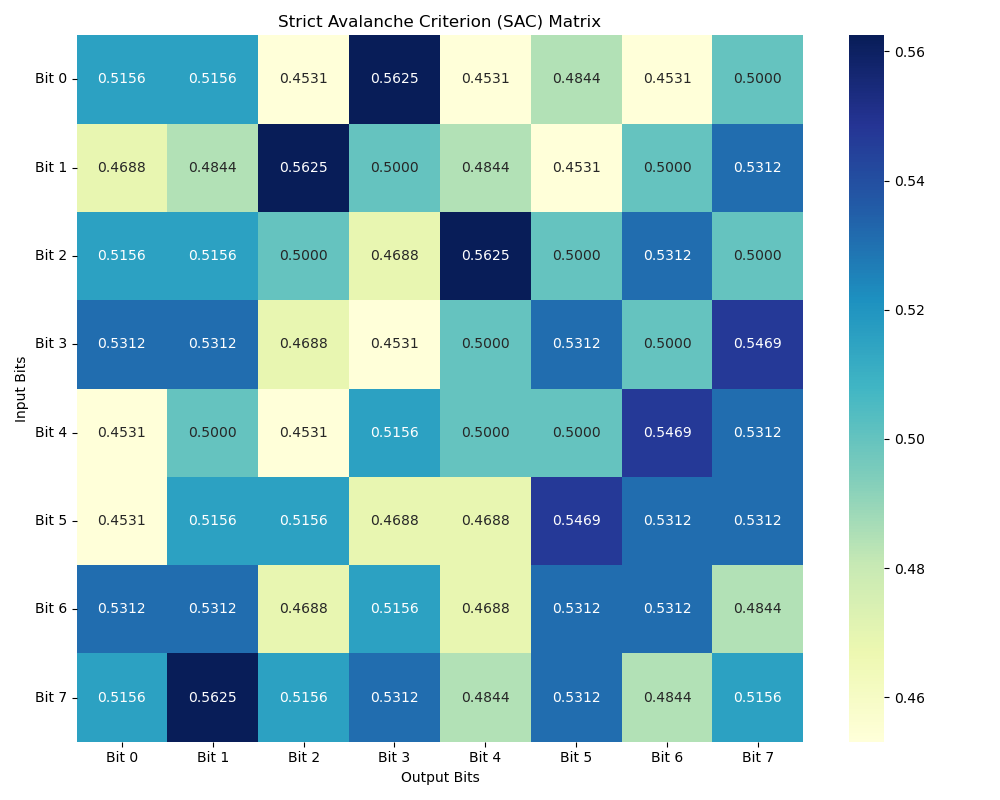 Strict Avalanche Criterion (SAC) Matrix
Bit 0 0.5156 0.5156 0.4531 0.5625 0.4531 0.4844 0.4531 0.5000
Bit 1 0.4688 0.4844 0.5625 0.5000 0.4844 0.4531 0.5000 0.5312
Bit 2 0.5156 0.5156 0.5000 0.4688 0.5625 0.5000 0.5312 0.5000
Bit 3 0.5312 0.5312 0.4688 0.4531 0.5000 0.5312 0.5000 0.5469
Bit 4 0.4531 0.5000 0.4531 0.5156 0.5000 0.5000 0.5469 0.5312
Bit 5 0.4531 0.5156 0.5156 0.4688 0.4688 0.5469 0.5312 0.5312
Bit 6 0.5312 0.5312 0.4688 0.5156 0.4688 0.5312 0.5312 0.4844
Bit 7 0.5156 0.5625 0.5156 0.5312 0.4844 0.5312 0.4844 0.5156
Bit 0 Bit 1 Bit 2 Bit 3 Bit 4 Bit 5 Bit 6 Bit 7
Output Bits
Input Bits
0.56
0.54
0.52
0.50
0.48
0.46